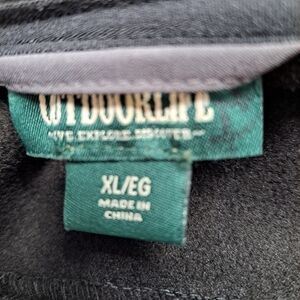 OUTDOORLIFE
LIVE. EXPLORE. DISCOVER.
XL/EG
MADE IN
CHINA